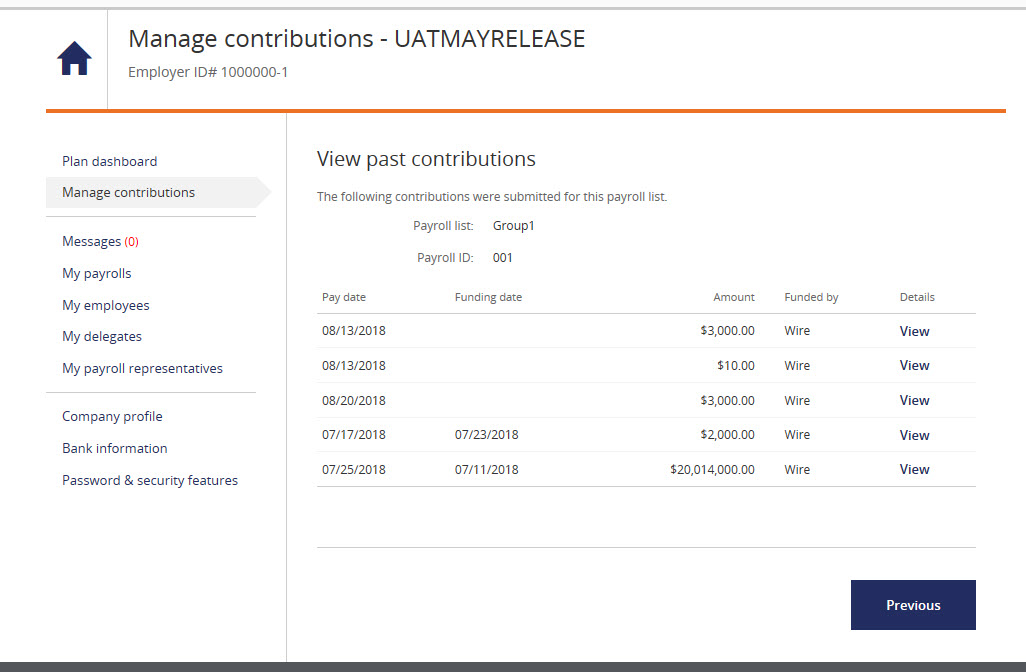 Manage contributions - UATMAYRELEASE
Employer ID# 1000000-1
Plan dashboard
Manage contributions
Messages (0)
My payrolls
My employees
My delegates
My payroll representatives
Company profile
Bank information
Password & security features
View past contributions
The following contributions were submitted for this payroll list.
Payroll list: Group1
Payroll ID: 001
Pay date Funding date Amount Funded by Details
08/13/2018 $3,000.00 Wire View
08/13/2018 $10.00 Wire View
08/20/2018 $3,000.00 Wire View
07/17/2018 07/23/2018 $2,000.00 Wire View
07/25/2018 07/11/2018 $20,014,000.00 Wire View
Previous